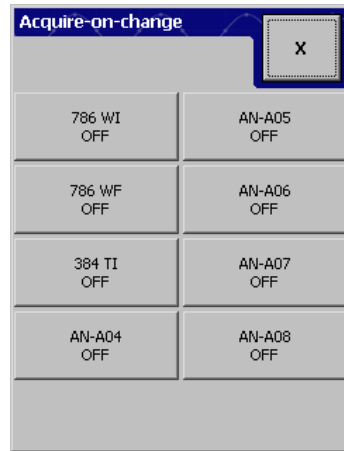 Acquire-on-change
X
786 WI
OFF
AN-A05
OFF
786 WF
OFF
AN-A06
OFF
384 TI
OFF
AN-A07
OFF
AN-A04
OFF
AN-A08
OFF